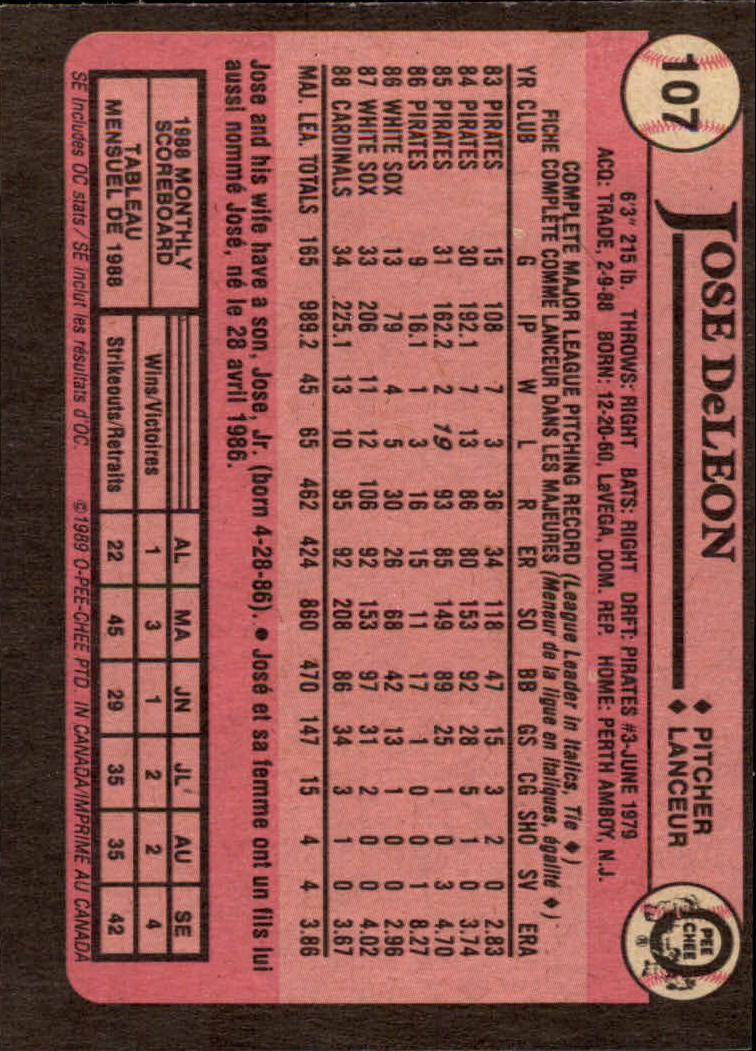 107
JOSE DeLEON
♦ PITCHER
♦ LANCEUR
O PEE CHEE
6'3" 215 lb. THROWS: RIGHT BATS: RIGHT DRFT: PIRATES #3-JUNE 1979
ACQ: TRADE, 2-9-88 BORN: 12-20-60, LaVEGA, DOM. REP. HOME: PERTH AMBOY, N.J.
COMPLETE MAJOR LEAGUE PITCHING RECORD (League Leader in Italics, Tie ♦)
FICHE COMPLÈTE COMME LANCEUR DANS LES MAJEURES (Meneur de la ligue en italiques, égalité ♦)
YR CLUB G IP W L R ER SO BB GS CG SHO SV ERA
83 PIRATES 15 108 7 3 36 34 118 47 15 3 2 0 2.83
84 PIRATES 30 192.1 7 13 86 80 153 92 28 5 1 0 3.74
85 PIRATES 31 162.2 2 19 93 85 149 89 25 1 0 3 4.70
86 PIRATES 9 16.1 1 3 16 15 11 17 1 0 0 1 8.27
86 WHITE SOX 13 79 4 5 30 26 68 42 13 1 0 0 2.96
87 WHITE SOX 33 206 11 12 106 92 153 97 31 2 0 0 4.02
88 CARDINALS 34 225.1 13 10 95 92 208 86 34 3 1 0 3.67
MAJ. LEA. TOTALS 165 989.2 45 65 462 424 860 470 147 15 4 4 3.86
Jose and his wife have a son, Jose, Jr. (born 4-28-86). ● José et sa femme ont un fils lui
aussi nommé José, né le 28 avril 1986.
1988 MONTHLY
SCOREBOARD
TABLEAU
MENSUEL DE 1988
AL MA JN JL AU SE
Wins/Victoires 1 3 1 2 2 4
Strikeouts/Retraits 22 45 29 35 35 42
SE Includes OC stats / SE inclut les résultats d'OC. ©1989 O-PEE-CHEE PTD. IN CANADA/IMPRIMÉ AU CANADA